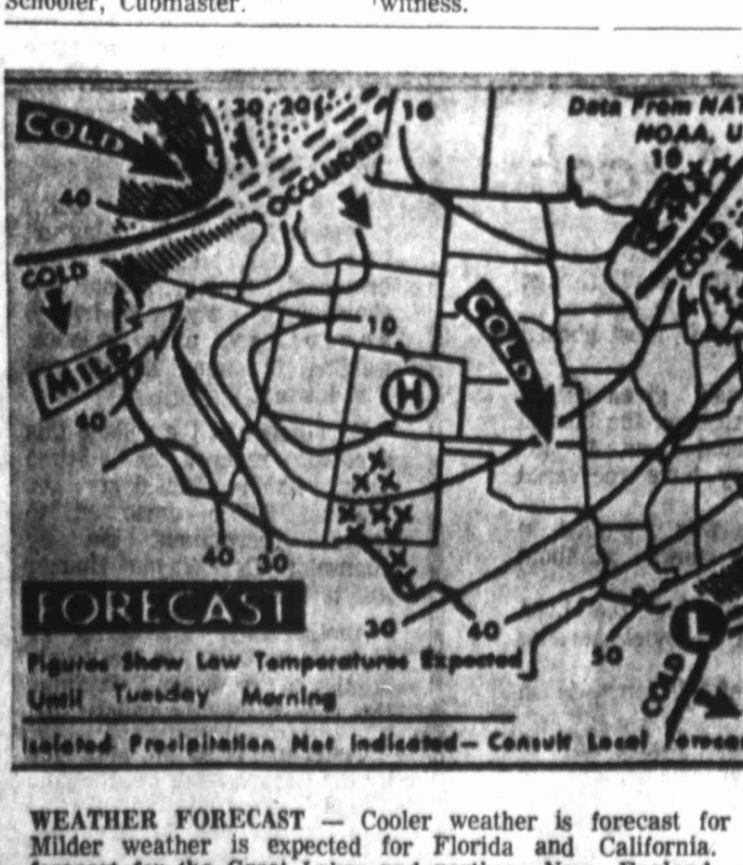 Schooler, Cubmaster. witness.
COLD
30 20
10
Data From NAT
NOAA, U
10
40
OCCLUDED
COLD
COLD
MILD
10
COLD
H
40
40 30
FORECAST
30 40 50
L
COLD
Figures Show Low Temperatures Expected
Until Tuesday Morning
Isolated Precipitation Not Indicated— Consult Local Forecas
WEATHER FORECAST — Cooler weather is forecast for
Milder weather is expected for Florida and California.